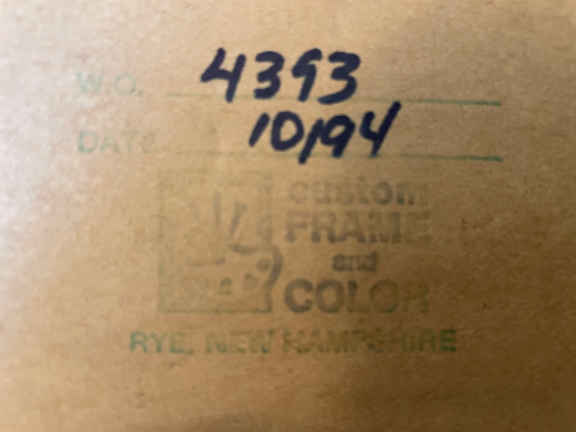 W.O. 4393
DATE 10/94
custom
FRAME
and
COLOR
RYE, NEW HAMPSHIRE